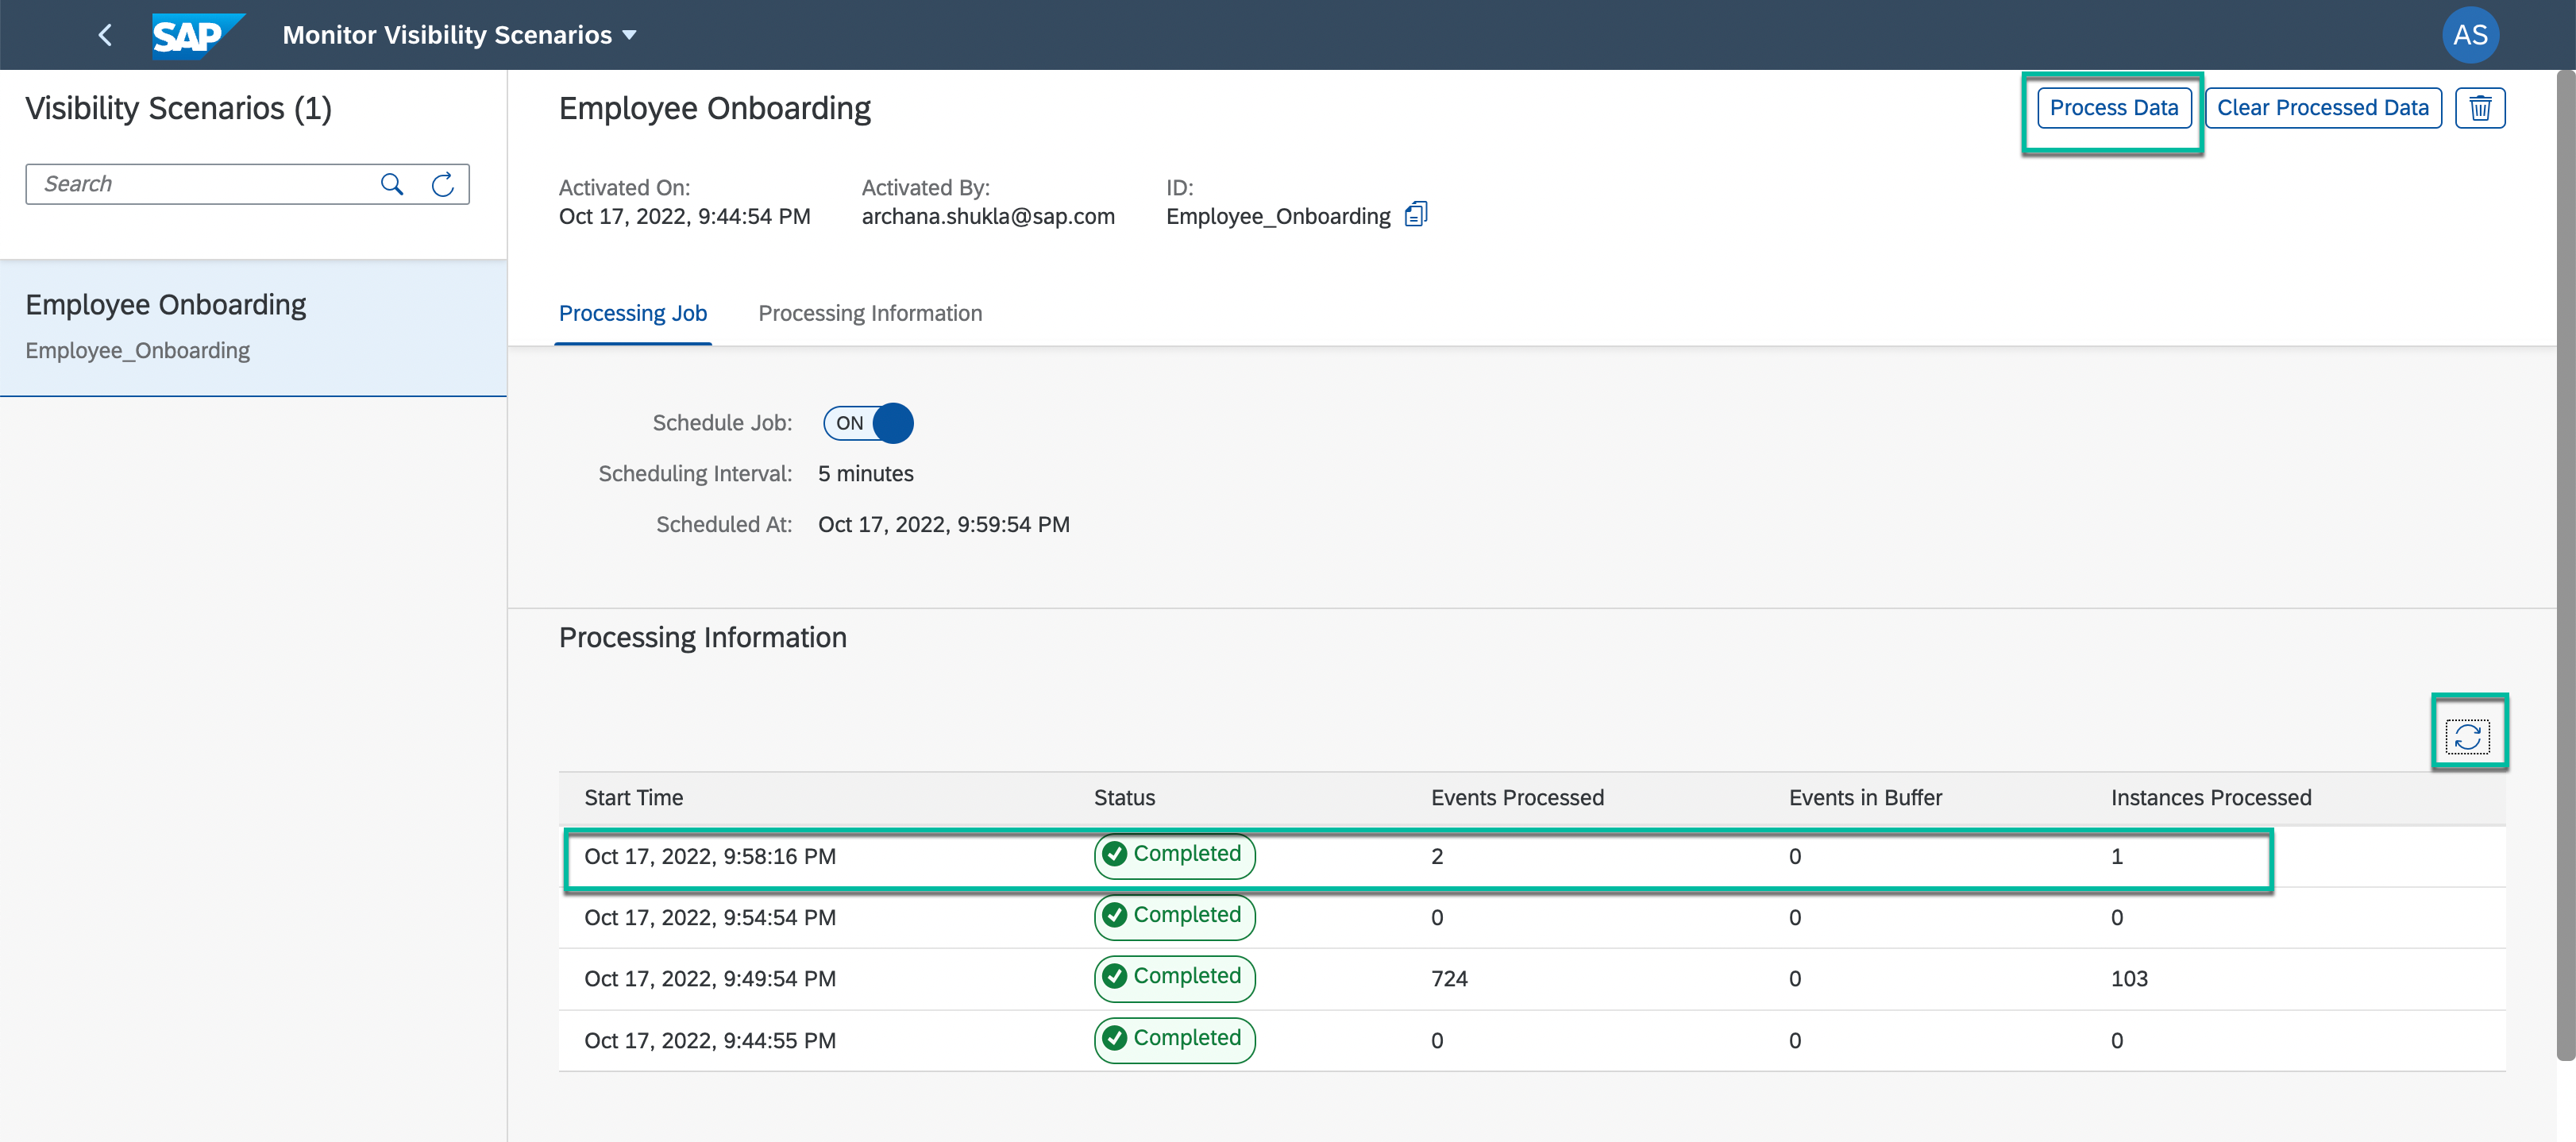 SAP Monitor Visibility Scenarios AS
Visibility Scenarios (1)
Search
Employee Onboarding
Employee_Onboarding
Employee Onboarding
Process Data Clear Processed Data
Activated On: Activated By: ID:
Oct 17, 2022, 9:44:54 PM archana.shukla@sap.com Employee_Onboarding
Processing Job Processing Information
Schedule Job: ON
Scheduling Interval: 5 minutes
Scheduled At: Oct 17, 2022, 9:59:54 PM
Processing Information
Start Time Status Events Processed Events in Buffer Instances Processed
Oct 17, 2022, 9:58:16 PM Completed 2 0 1
Oct 17, 2022, 9:54:54 PM Completed 0 0 0
Oct 17, 2022, 9:49:54 PM Completed 724 0 103
Oct 17, 2022, 9:44:55 PM Completed 0 0 0